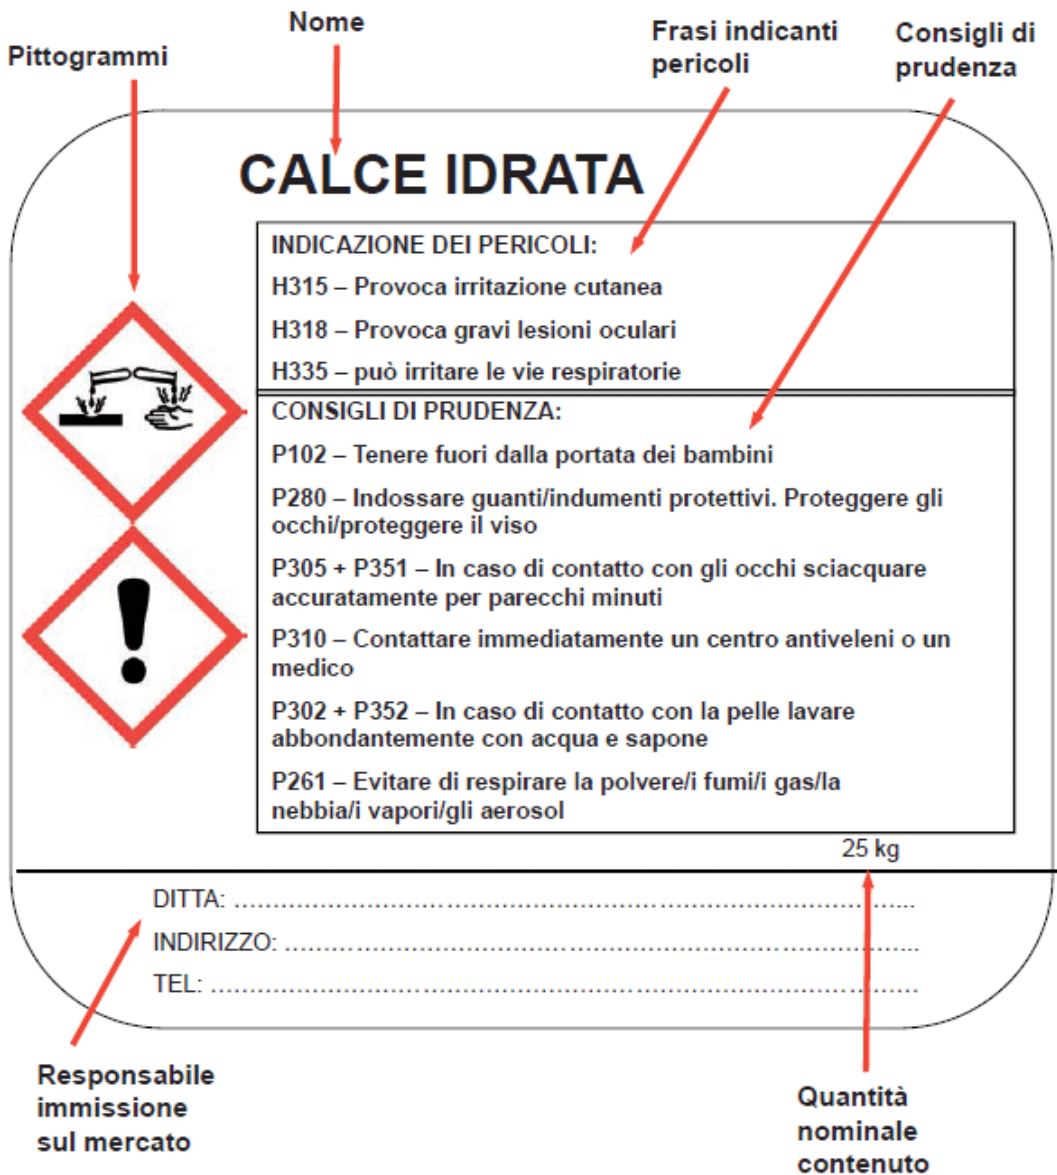 Nome
Pittogrammi
Frasi indicanti
pericoli
Consigli di
prudenza
CALCE IDRATA
INDICAZIONE DEI PERICOLI:
H315 – Provoca irritazione cutanea
H318 – Provoca gravi lesioni oculari
H335 – può irritare le vie respiratorie
CONSIGLI DI PRUDENZA:
P102 – Tenere fuori dalla portata dei bambini
P280 – Indossare guanti/indumenti protettivi. Proteggere gli
occhi/proteggere il viso
P305 + P351 – In caso di contatto con gli occhi sciacquare
accuratamente per parecchi minuti
P310 – Contattare immediatamente un centro antiveleni o un
medico
P302 + P352 – In caso di contatto con la pelle lavare
abbondantemente con acqua e sapone
P261 – Evitare di respirare la polvere/i fumi/i gas/la
nebbia/i vapori/gli aerosol
25 kg
DITTA: ..............................................................................
INDIRIZZO: ..............................................................................
TEL: ..............................................................................
Responsabile
immissione
sul mercato
Quantità
nominale
contenuto